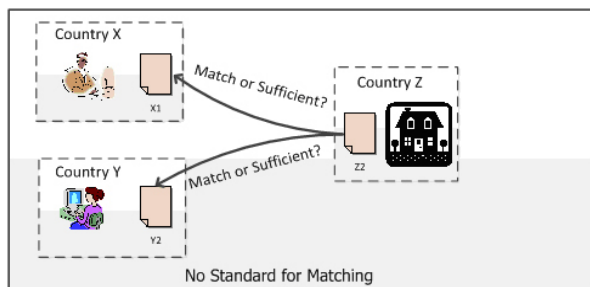 Country X
X1
Match or Sufficient?
Country Z
Z2
Match or Sufficient?
Country Y
Y2
No Standard for Matching